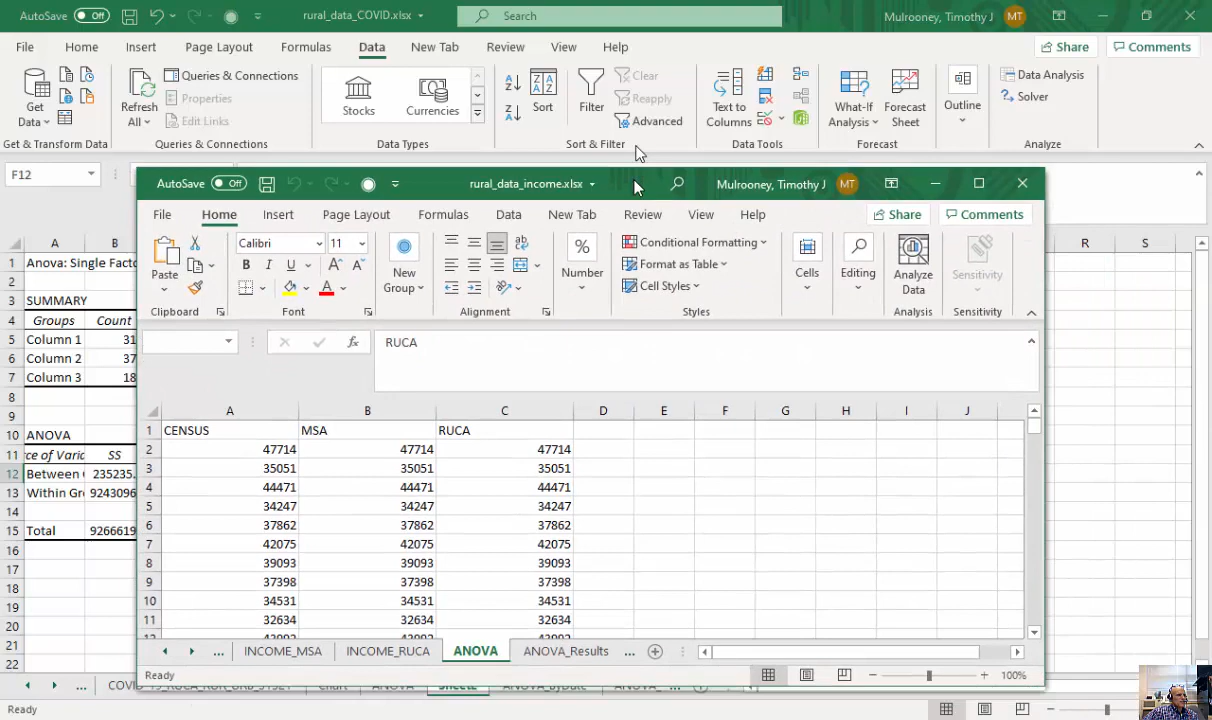 AutoSave Off rural_data_COVID.xlsx Search Mulrooney, Timothy J MT
File Home Insert Page Layout Formulas Data New Tab Review View Help Share Comments
Get Data Refresh All Queries & Connections Properties Edit Links Stocks Currencies Sort Filter Clear Reapply Advanced Text to Columns What-If Analysis Forecast Sheet Outline Data Analysis Solver
Get & Transform Data Queries & Connections Data Types Sort & Filter Data Tools Forecast Analyze
F12
AutoSave Off rural_data_income.xlsx Mulrooney, Timothy J MT
File Home Insert Page Layout Formulas Data New Tab Review View Help Share Comments
Paste Calibri 11 B I U A New Group % Number Conditional Formatting Format as Table Cell Styles Cells Editing Analyze Data Sensitivity
Clipboard Font Alignment Styles Analysis Sensitivity
fx RUCA
A B C D E F G H I J
1 CENSUS MSA RUCA
2 47714 47714 47714
3 35051 35051 35051
4 44471 44471 44471
5 34247 34247 34247
6 37862 37862 37862
7 42075 42075 42075
8 39093 39093 39093
9 37398 37398 37398
10 34531 34531 34531
11 32634 32634 32634
... INCOME_MSA INCOME_RUCA ANOVA ANOVA_Results ...
Ready 100%
A B R S
1 Anova: Single Facto
2
3 SUMMARY
4 Groups Count
5 Column 1 31
6 Column 2 37
7 Column 3 18
8
9
10 ANOVA
11 ce of Varia SS
12 Between 235235.
13 Within Gr 9243096
14
15 Total 9266619
16
17
18
19
20
21
22
Ready